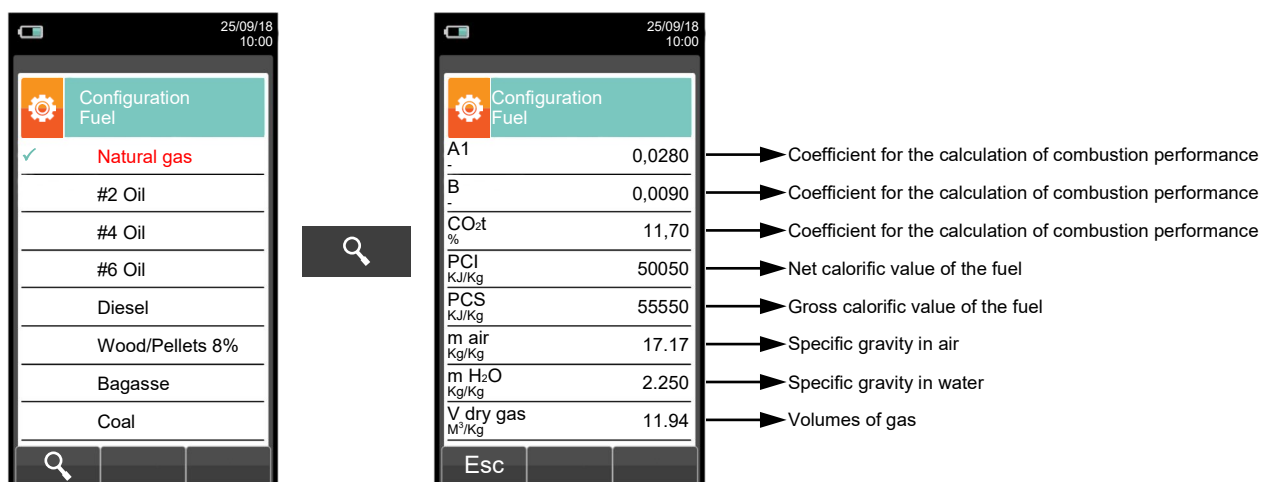 25/09/18
10:00
Configuration
Fuel
✓ Natural gas
#2 Oil
#4 Oil
#6 Oil
Diesel
Wood/Pellets 8%
Bagasse
Coal
25/09/18
10:00
Configuration
Fuel
A1
-
0,0280
Coefficient for the calculation of combustion performance
B
-
0,0090
Coefficient for the calculation of combustion performance
CO₂t
%
11,70
Coefficient for the calculation of combustion performance
PCI
KJ/Kg
50050
Net calorific value of the fuel
PCS
KJ/Kg
55550
Gross calorific value of the fuel
m air
Kg/Kg
17.17
Specific gravity in air
m H₂O
Kg/Kg
2.250
Specific gravity in water
V dry gas
M³/Kg
11.94
Volumes of gas
Esc